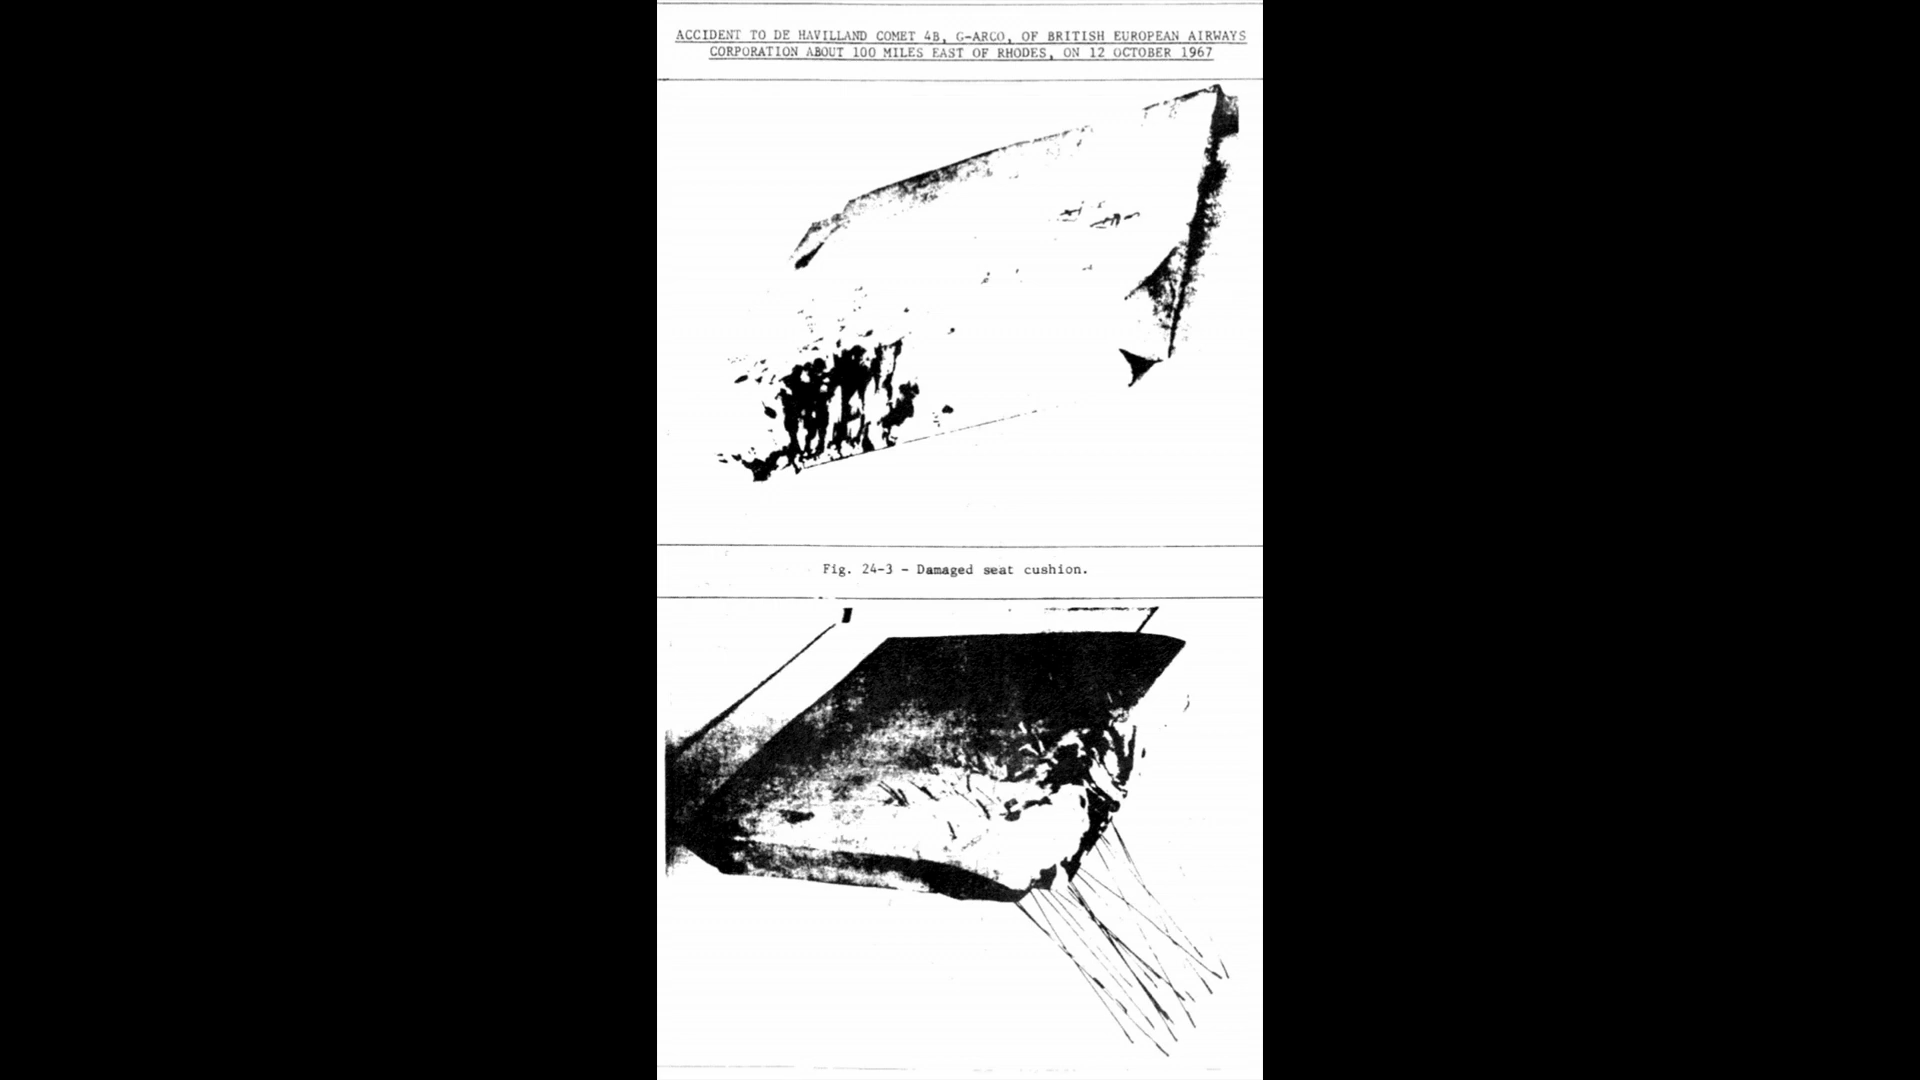 ACCIDENT TO DE HAVILLAND COMET 4B, G-ARCO, OF BRITISH EUROPEAN AIRWAYS
CORPORATION ABOUT 100 MILES EAST OF RHODES, ON 12 OCTOBER 1967
Fig. 24-3 - Damaged seat cushion.